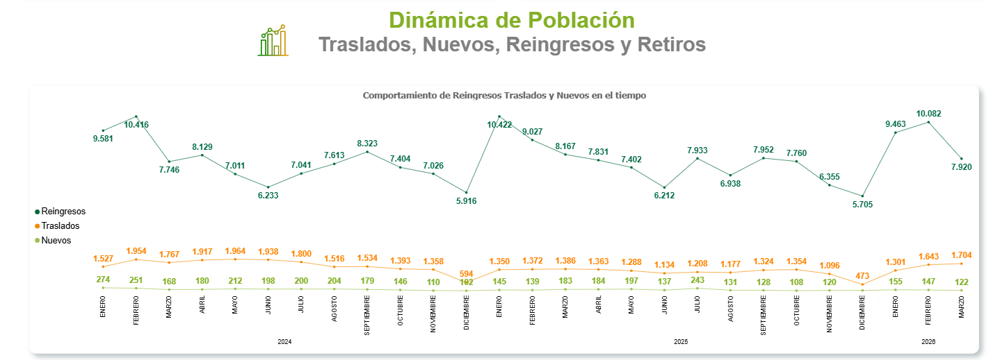 Dinámica de Población
Traslados, Nuevos, Reingresos y Retiros
Comportamiento de Reingresos Traslados y Nuevos en el tiempo
9.581 10.416 7.746 8.129 7.011 6.233 7.041 7.613 8.323 7.404 7.026 5.916 10.422 9.027 8.167 7.831 7.402 6.212 7.933 6.938 7.952 7.760 6.355 5.705 9.463 10.082 7.920
Reingresos
Traslados
Nuevos
1.527 1.954 1.767 1.917 1.964 1.938 1.800 1.516 1.534 1.393 1.358 594 1.350 1.372 1.386 1.363 1.288 1.134 1.208 1.177 1.324 1.354 1.096 473 1.301 1.643 1.704
274 251 168 180 212 198 200 204 179 146 110 102 145 139 183 184 197 137 243 131 128 108 120 155 147 122
ENERO FEBRERO MARZO ABRIL MAYO JUNIO JULIO AGOSTO SEPTIEMBRE OCTUBRE NOVIEMBRE DICIEMBRE ENERO FEBRERO MARZO ABRIL MAYO JUNIO JULIO AGOSTO SEPTIEMBRE OCTUBRE NOVIEMBRE DICIEMBRE ENERO FEBRERO MARZO
2024 2025 2026